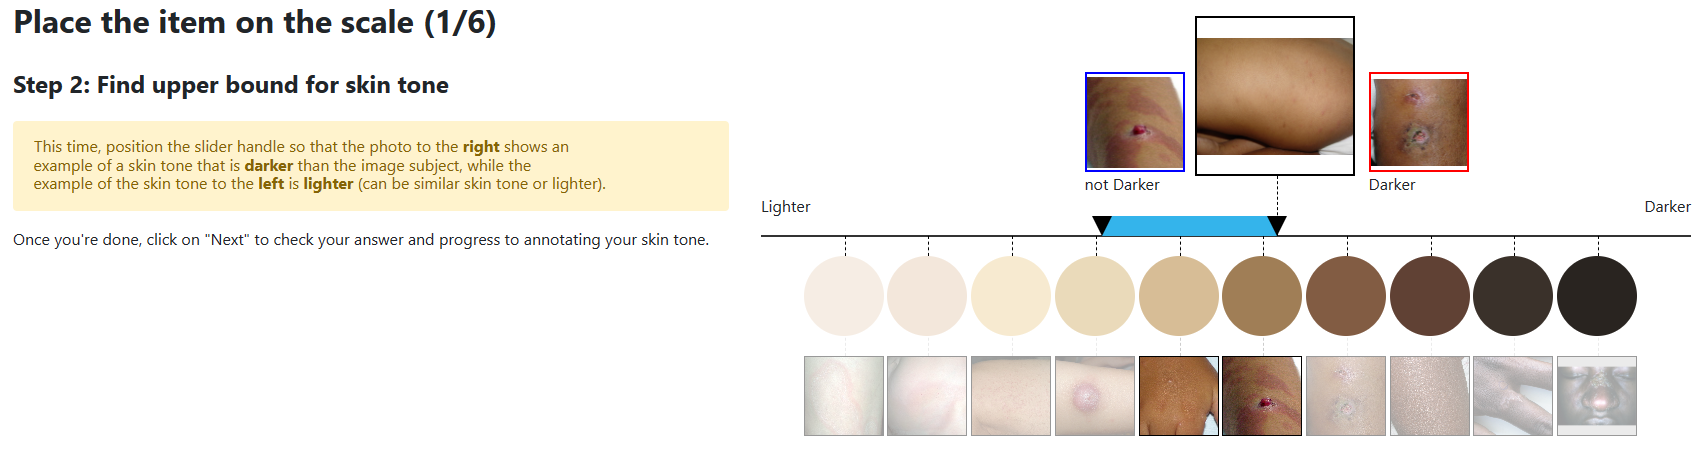 Place the item on the scale (1/6)
Step 2: Find upper bound for skin tone
This time, position the slider handle so that the photo to the right shows an
example of a skin tone that is darker than the image subject, while the
example of the skin tone to the left is lighter (can be similar skin tone or lighter).
Once you're done, click on "Next" to check your answer and progress to annotating your skin tone.
not Darker
Darker
Lighter
Darker